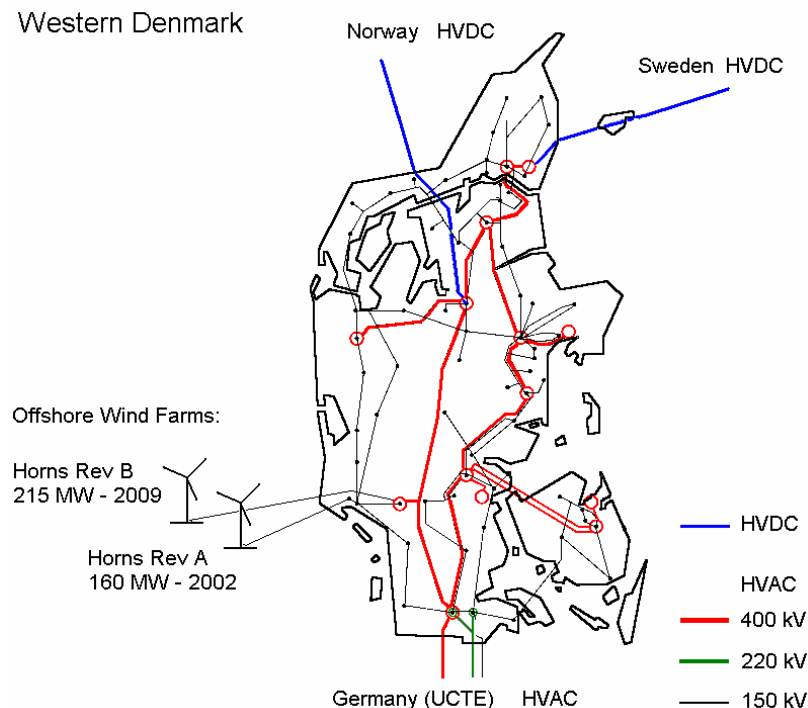 Western Denmark
Norway HVDC
Sweden HVDC
Offshore Wind Farms:
Horns Rev B
215 MW - 2009
Horns Rev A
160 MW - 2002
HVDC
HVAC
400 kV
220 kV
150 kV
Germany (UCTE) HVAC